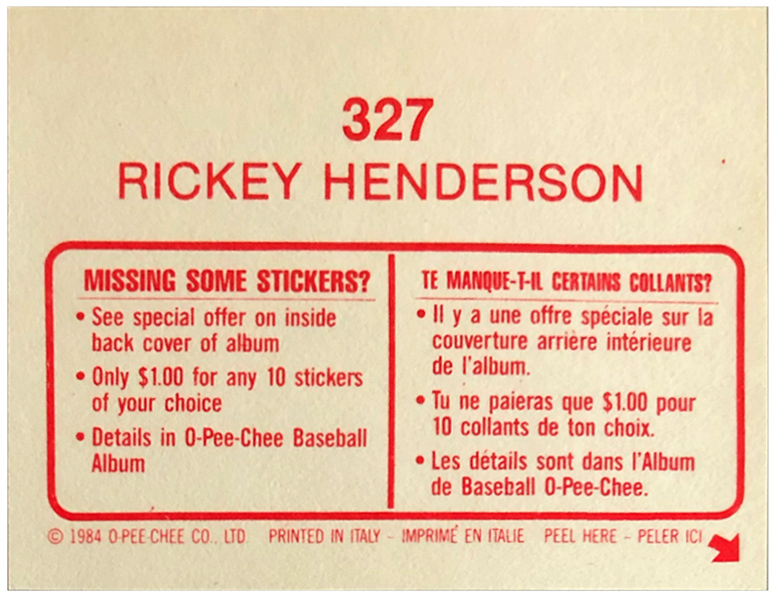 327
RICKEY HENDERSON
MISSING SOME STICKERS?
• See special offer on inside
back cover of album
• Only $1.00 for any 10 stickers
of your choice
• Details in O-Pee-Chee Baseball
Album
TE MANQUE-T-IL CERTAINS COLLANTS?
• Il y a une offre spéciale sur la
couverture arrière intérieure
de l'album.
• Tu ne paieras que $1.00 pour
10 collants de ton choix.
• Les détails sont dans l'Album
de Baseball O-Pee-Chee.
© 1984 O-PEE-CHEE CO., LTD. PRINTED IN ITALY - IMPRIMÉ EN ITALIE PEEL HERE - PELER ICI